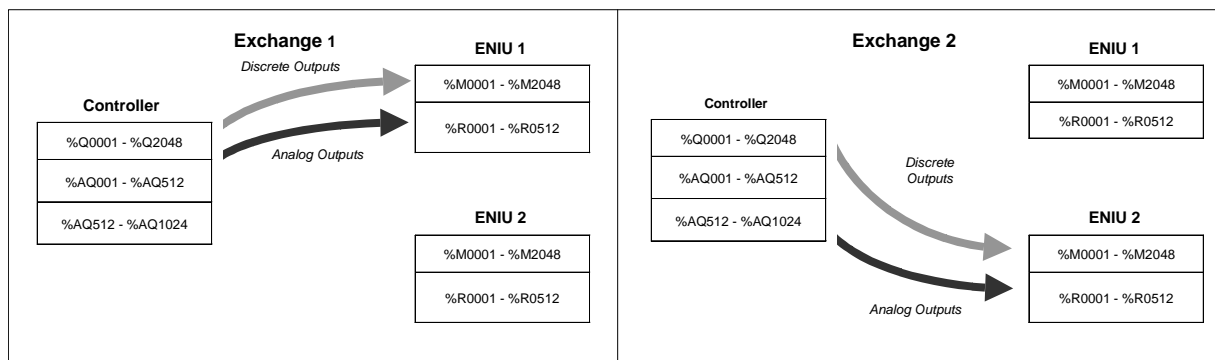 Exchange 1
ENIU 1
Discrete Outputs
%M0001 - %M2048
Controller
%R0001 - %R0512
%Q0001 - %Q2048
Analog Outputs
%AQ001 - %AQ512
%AQ512 - %AQ1024
ENIU 2
%M0001 - %M2048
%R0001 - %R0512
Exchange 2
ENIU 1
%M0001 - %M2048
Controller
%R0001 - %R0512
%Q0001 - %Q2048
Discrete
Outputs
%AQ001 - %AQ512
%AQ512 - %AQ1024
ENIU 2
%M0001 - %M2048
%R0001 - %R0512
Analog Outputs